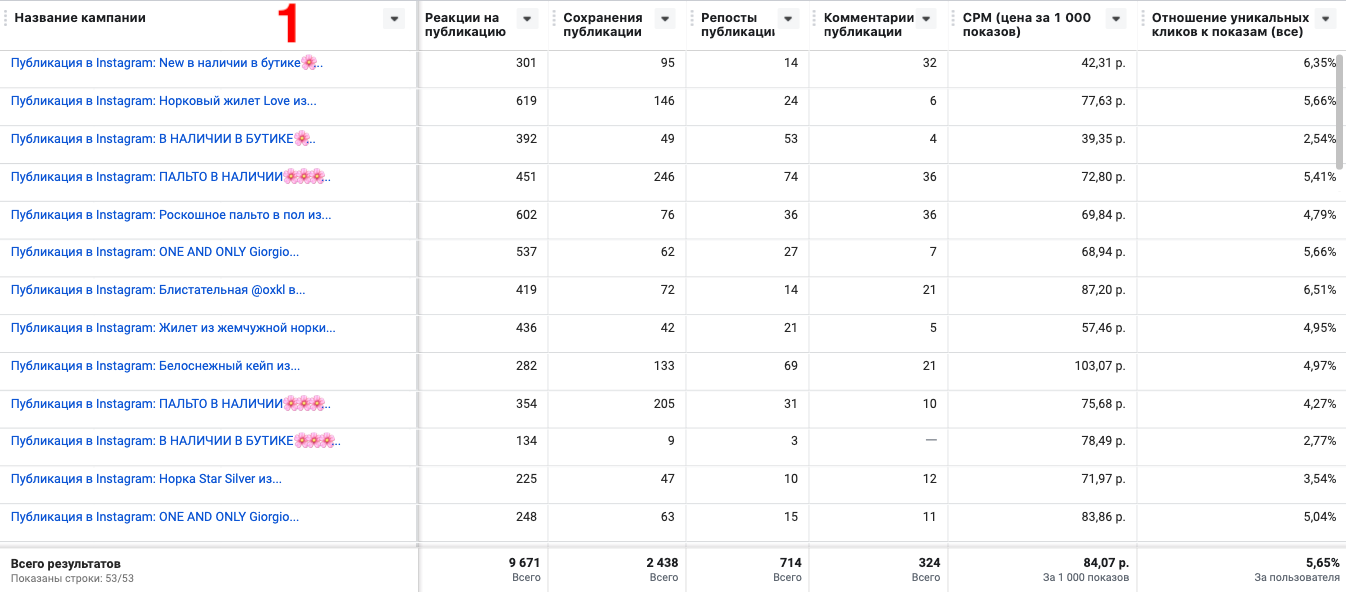 1
Название кампании
Реакции на публикацию
Сохранения публикации
Репосты публикации
Комментарии публикации
CPM (цена за 1 000 показов)
Отношение уникальных кликов к показам (все)
Публикация в Instagram: New в наличии в бутике🌸... 301 95 14 32 42,31 р. 6,35%
Публикация в Instagram: Норковый жилет Love из... 619 146 24 6 77,63 р. 5,66%
Публикация в Instagram: В НАЛИЧИИ В БУТИКЕ🌸... 392 49 53 4 39,35 р. 2,54%
Публикация в Instagram: ПАЛЬТО В НАЛИЧИИ🌸🌸🌸... 451 246 74 36 72,80 р. 5,41%
Публикация в Instagram: Роскошное пальто в пол из... 602 76 36 36 69,84 р. 4,79%
Публикация в Instagram: ONE AND ONLY Giorgio... 537 62 27 7 68,94 р. 5,66%
Публикация в Instagram: Блистательная @oxkl в... 419 72 14 21 87,20 р. 6,51%
Публикация в Instagram: Жилет из жемчужной норки... 436 42 21 5 57,46 р. 4,95%
Публикация в Instagram: Белоснежный кейп из... 282 133 69 21 103,07 р. 4,97%
Публикация в Instagram: ПАЛЬТО В НАЛИЧИИ🌸🌸🌸... 354 205 31 10 75,68 р. 4,27%
Публикация в Instagram: В НАЛИЧИИ В БУТИКЕ🌸🌸🌸... 134 9 3 — 78,49 р. 2,77%
Публикация в Instagram: Норка Star Silver из... 225 47 10 12 71,97 р. 3,54%
Публикация в Instagram: ONE AND ONLY Giorgio... 248 63 15 11 83,86 р. 5,04%
Всего результатов 9 671 2 438 714 324 84,07 р. 5,65%
Показаны строки: 53/53 Всего Всего Всего Всего За 1 000 показов За пользователя